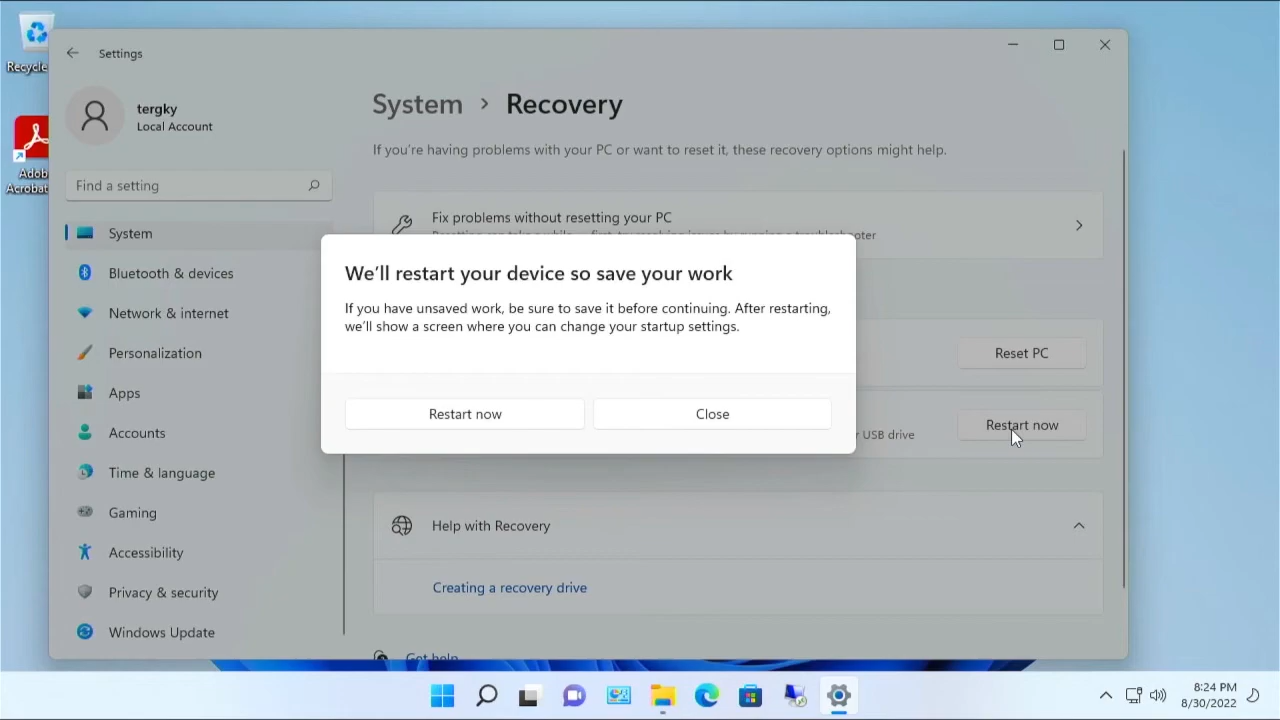 Recycle
Adob
Acrobat
Settings
tergky
Local Account
Find a setting
System
Bluetooth & devices
Network & internet
Personalization
Apps
Accounts
Time & language
Gaming
Accessibility
Privacy & security
Windows Update
System > Recovery
If you're having problems with your PC or want to reset it, these recovery options might help.
Fix problems without resetting your PC
We'll restart your device so save your work
If you have unsaved work, be sure to save it before continuing. After restarting,
we'll show a screen where you can change your startup settings.
Restart now
Close
Reset PC
USB drive
Restart now
Help with Recovery
Creating a recovery drive
Get help
8:24 PM
8/30/2022